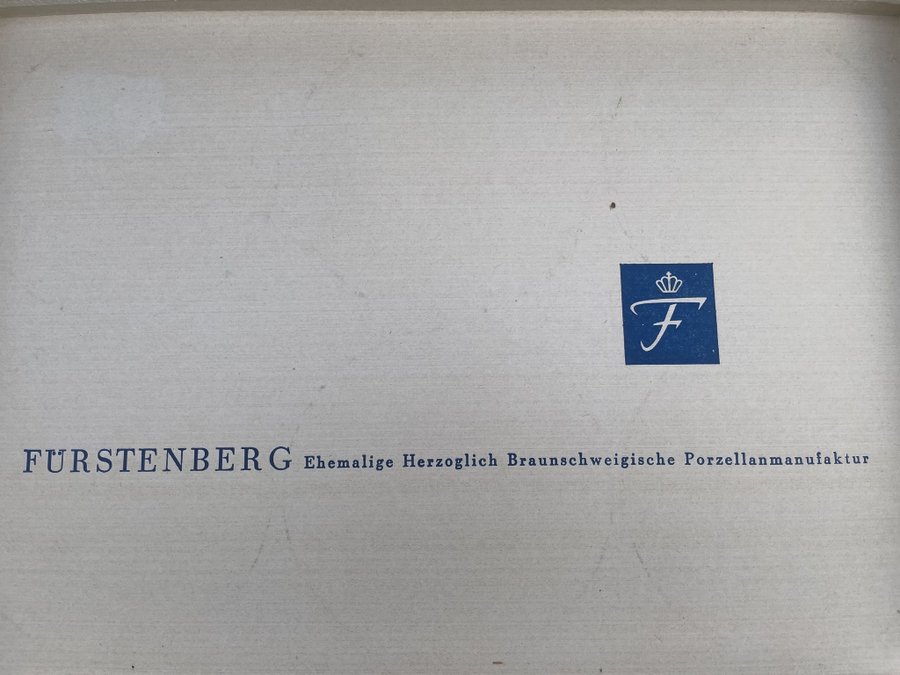 F
FÜRSTENBERG Ehemalige Herzoglich Braunschweigische Porzellanmanufaktur